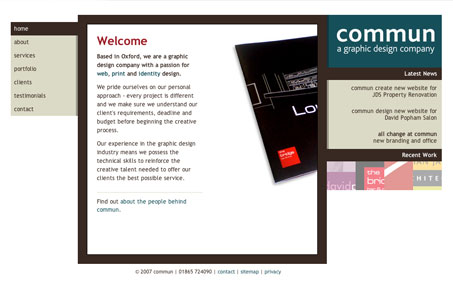 home
about
services
portfolio
clients
testimonials
contact
Welcome
Based in Oxford, we are a graphic
design company with a passion for
web, print and identity design.
We pride ourselves on our personal
approach - every project is different
and we make sure we understand our
client's requirements, deadline and
budget before beginning the creative
process.
Our experience in the graphic design
industry means we possess the
technical skills to reinforce the
creative talent needed to offer our
clients the best possible service.
Find out about the people behind
commun.
Lou
the
bridge
commun
a graphic design company
Latest News
commun create new website for
JDS Property Renovation
commun design new website for
David Popham Salon
all change at commun
new branding and office
Recent Work
davidp
the
bri
MITE
© 2007 commun | 01865 724090 | contact | sitemap | privacy